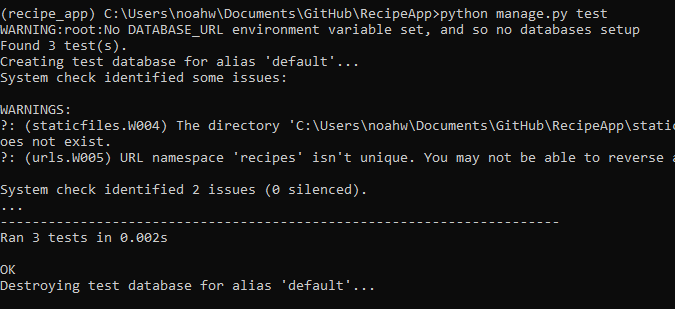 (recipe_app) C:\Users\noahw\Documents\GitHub\RecipeApp>python manage.py test
WARNING:root:No DATABASE_URL environment variable set, and so no databases setup
Found 3 test(s).
Creating test database for alias 'default'...
System check identified some issues:
WARNINGS:
?: (staticfiles.W004) The directory 'C:\Users\noahw\Documents\GitHub\RecipeApp\stati
oes not exist.
?: (urls.W005) URL namespace 'recipes' isn't unique. You may not be able to reverse a
System check identified 2 issues (0 silenced).
...
----------------------------------------------------------------------
Ran 3 tests in 0.002s
OK
Destroying test database for alias 'default'...